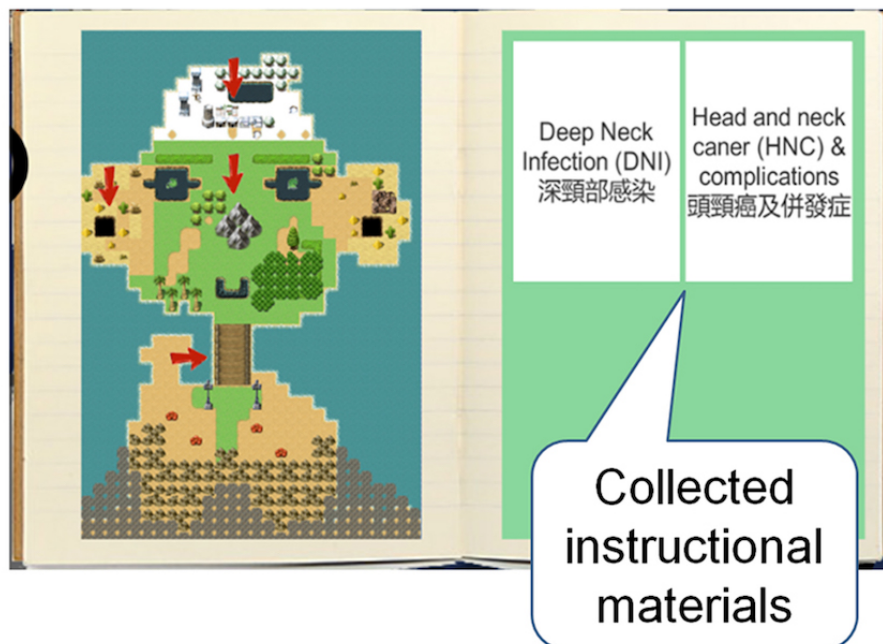 Deep Neck
Infection (DNI)
深頸部感染
Head and neck
caner (HNC) &
complications
頭頸癌及併發症
Collected
instructional
materials